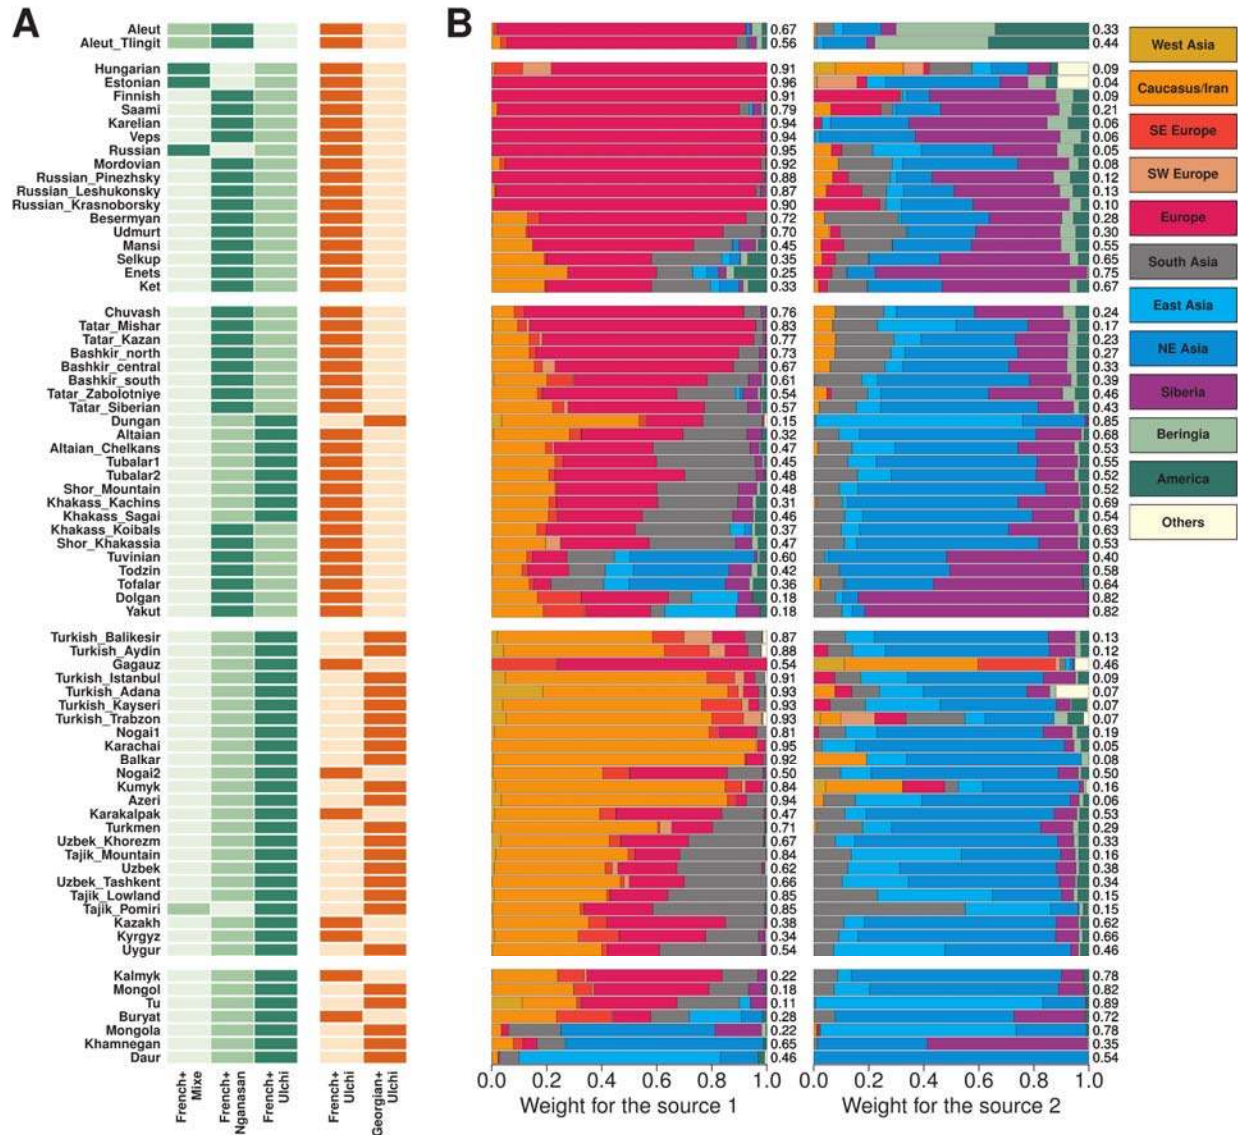 A
B
Aleut 0.67 0.33
Aleut_Tlingit 0.56 0.44
Hungarian 0.91 0.09
Estonian 0.96 0.04
Finnish 0.91 0.09
Saami 0.79 0.21
Karelian 0.94 0.06
Veps 0.94 0.06
Russian 0.95 0.05
Mordovian 0.92 0.08
Russian_Pinezhsky 0.88 0.12
Russian_Leshukonsky 0.87 0.13
Russian_Krasnoborsky 0.90 0.10
Besermyan 0.72 0.28
Udmurt 0.70 0.30
Mansi 0.45 0.55
Selkup 0.35 0.65
Enets 0.25 0.75
Ket 0.33 0.67
Chuvash 0.76 0.24
Tatar_Mishar 0.83 0.17
Tatar_Kazan 0.77 0.23
Bashkir_north 0.73 0.27
Bashkir_central 0.67 0.33
Bashkir_south 0.61 0.39
Tatar_Zabolotniye 0.54 0.46
Tatar_Siberian 0.57 0.43
Dungan 0.15 0.85
Altaian 0.32 0.68
Altaian_Chelkans 0.47 0.53
Tubalar1 0.45 0.55
Tubalar2 0.48 0.52
Shor_Mountain 0.48 0.52
Khakass_Kachins 0.31 0.69
Khakass_Sagai 0.46 0.54
Khakass_Koibals 0.37 0.63
Shor_Khakassia 0.47 0.53
Tuvinian 0.60 0.40
Todzin 0.42 0.58
Tofalar 0.36 0.64
Dolgan 0.18 0.82
Yakut 0.18 0.82
Turkish_Balikesir 0.87 0.13
Turkish_Aydin 0.88 0.12
Gagauz 0.54 0.46
Turkish_Istanbul 0.91 0.09
Turkish_Adana 0.93 0.07
Turkish_Kayseri 0.93 0.07
Turkish_Trabzon 0.93 0.07
Nogai1 0.81 0.19
Karachai 0.95 0.05
Balkar 0.92 0.08
Nogai2 0.50 0.50
Kumyk 0.84 0.16
Azeri 0.94 0.06
Karakalpak 0.47 0.53
Turkmen 0.71 0.29
Uzbek_Khorezm 0.67 0.33
Tajik_Mountain 0.84 0.16
Uzbek 0.62 0.38
Uzbek_Tashkent 0.66 0.34
Tajik_Lowland 0.85 0.15
Tajik_Pomiri 0.85 0.15
Kazakh 0.38 0.62
Kyrgyz 0.34 0.66
Uygur 0.54 0.46
Kalmyk 0.22 0.78
Mongol 0.18 0.82
Tu 0.11 0.89
Buryat 0.28 0.72
Mongola 0.22 0.78
Khamnegan 0.65 0.35
Daur 0.46 0.54
French+
Mixe
French+
Nganasan
French+
Ulchi
French+
Ulchi
Georgian+
Ulchi
0.0 0.2 0.4 0.6 0.8 1.0
Weight for the source 1
0.0 0.2 0.4 0.6 0.8 1.0
Weight for the source 2
West Asia
Caucasus/Iran
SE Europe
SW Europe
Europe
South Asia
East Asia
NE Asia
Siberia
Beringia
America
Others